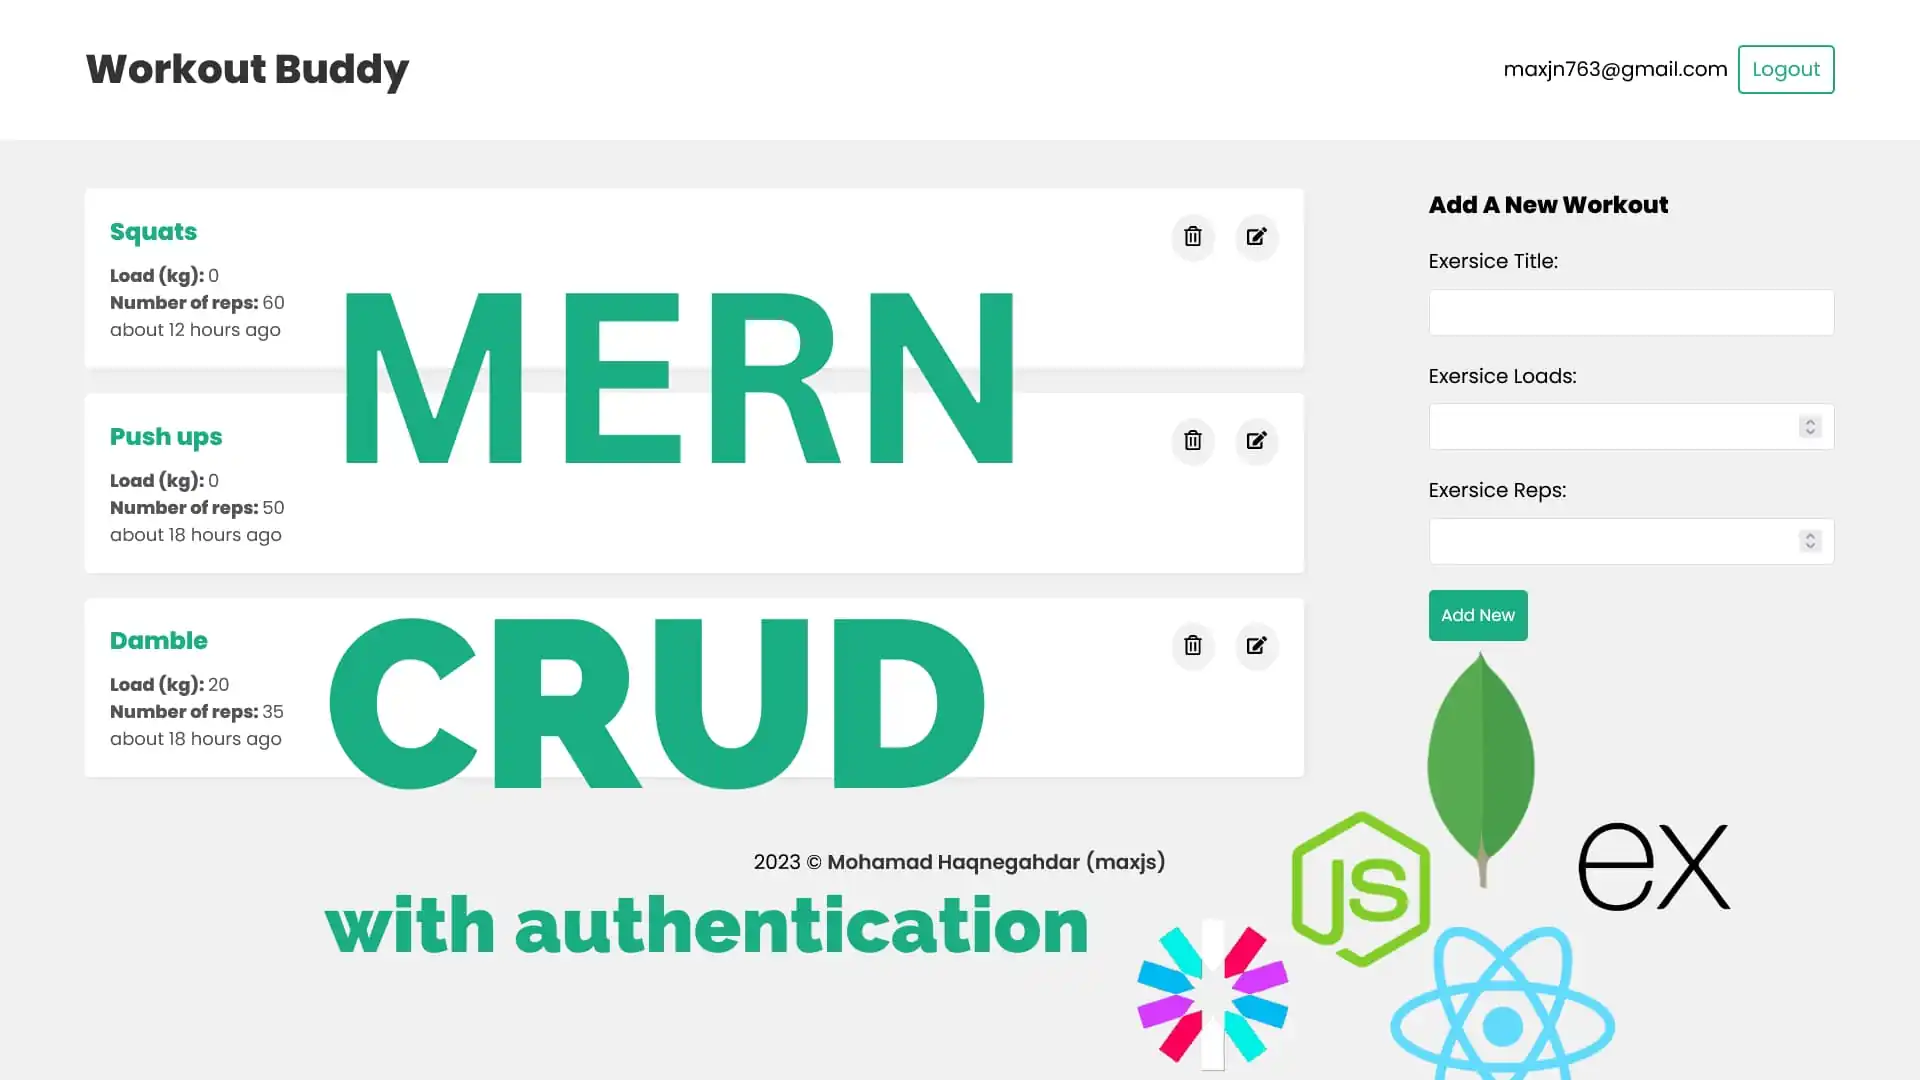 Workout Buddy
maxjn763@gmail.com Logout
Squats
Load (kg): 0
Number of reps: 60
about 12 hours ago
Push ups
Load (kg): 0
Number of reps: 50
about 18 hours ago
Damble
Load (kg): 20
Number of reps: 35
about 18 hours ago
MERN
CRUD
with authentication
Add A New Workout
Exersice Title:
Exersice Loads:
Exersice Reps:
Add New
2023 © Mohamad Haqnegahdar (maxjs)
JS
ex